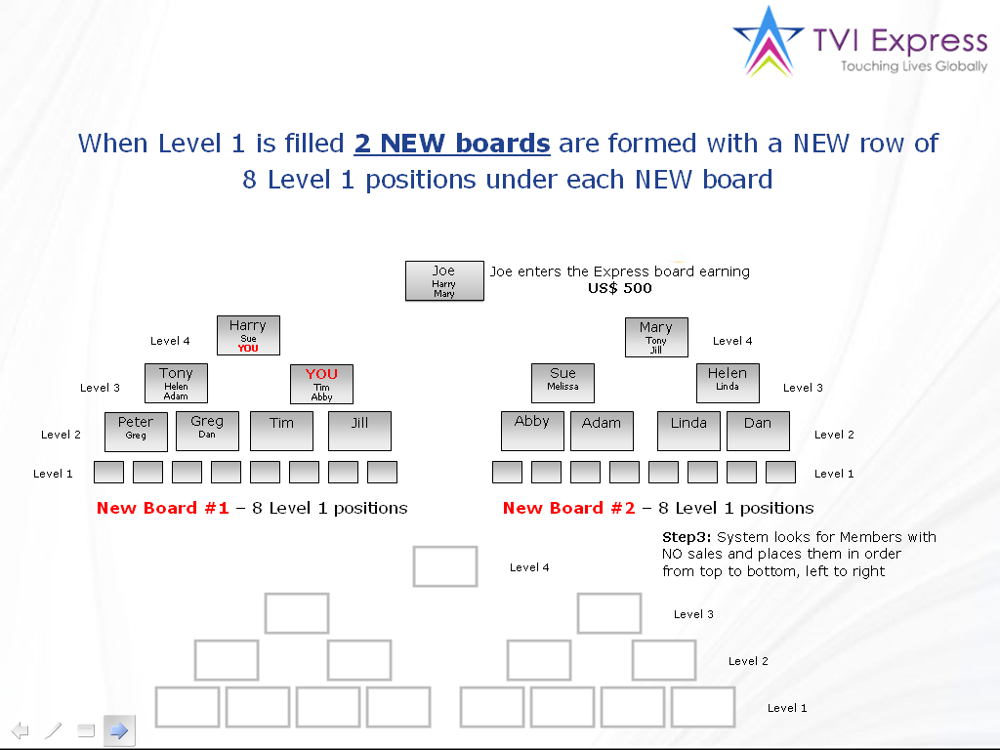 TVI Express
Touching Lives Globally
When Level 1 is filled 2 NEW boards are formed with a NEW row of
8 Level 1 positions under each NEW board
Joe
Harry
Mary
Joe enters the Express board earning
US$ 500
Harry
Sue
YOU
Level 4
Mary
Tony
Jill
Level 4
Level 3
Tony
Helen
Adam
YOU
Tim
Abby
Sue
Melissa
Helen
Linda
Level 3
Level 2
Peter
Greg
Greg
Dan
Tim
Jill
Abby
Adam
Linda
Dan
Level 2
Level 1
Level 1
New Board #1 – 8 Level 1 positions
New Board #2 – 8 Level 1 positions
Step3: System looks for Members with
NO sales and places them in order
from top to bottom, left to right
Level 4
Level 3
Level 2
Level 1